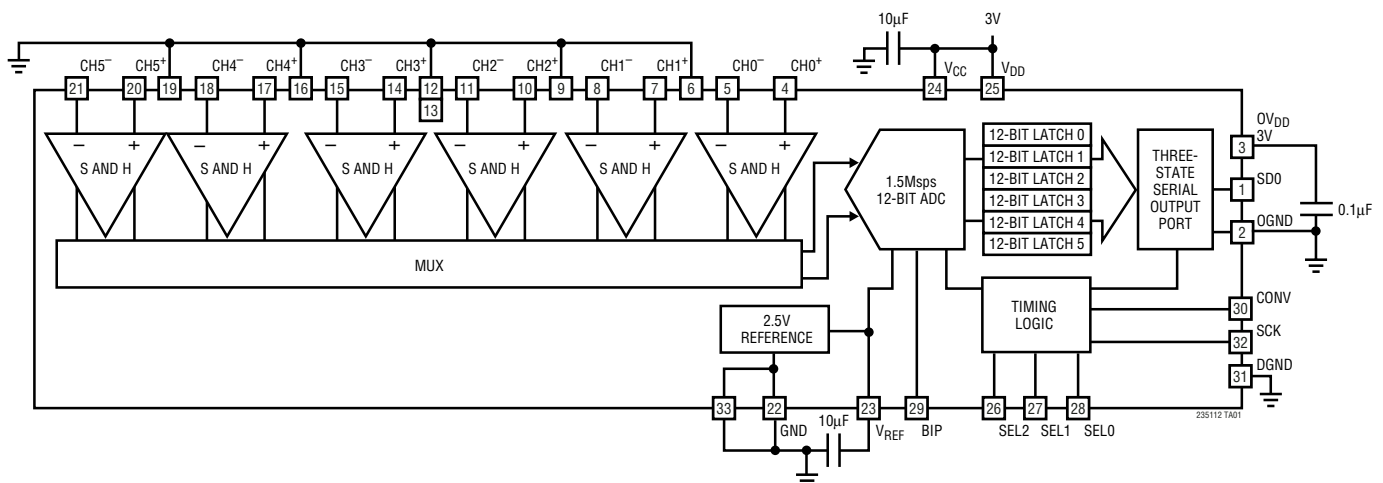 10µF
3V
CH5⁻ CH5⁺ CH4⁻ CH4⁺ CH3⁻ CH3⁺ CH2⁻ CH2⁺ CH1⁻ CH1⁺ CH0⁻ CH0⁺ VCC VDD
21 20 19 18 17 16 15 14 12 11 10 9 8 7 6 5 4 24 25
13
− +
S AND H
− +
S AND H
− +
S AND H
− +
S AND H
− +
S AND H
− +
S AND H
MUX
1.5Msps
12-BIT ADC
12-BIT LATCH 0
12-BIT LATCH 1
12-BIT LATCH 2
12-BIT LATCH 3
12-BIT LATCH 4
12-BIT LATCH 5
THREE-
STATE
SERIAL
OUTPUT
PORT
OVDD
3V
3
SD0
1
0.1µF
OGND
2
2.5V
REFERENCE
TIMING
LOGIC
CONV
30
SCK
32
DGND
31
33 22 23 29 26 27 28
GND 10µF VREF BIP SEL2 SEL1 SEL0
235112 TA01